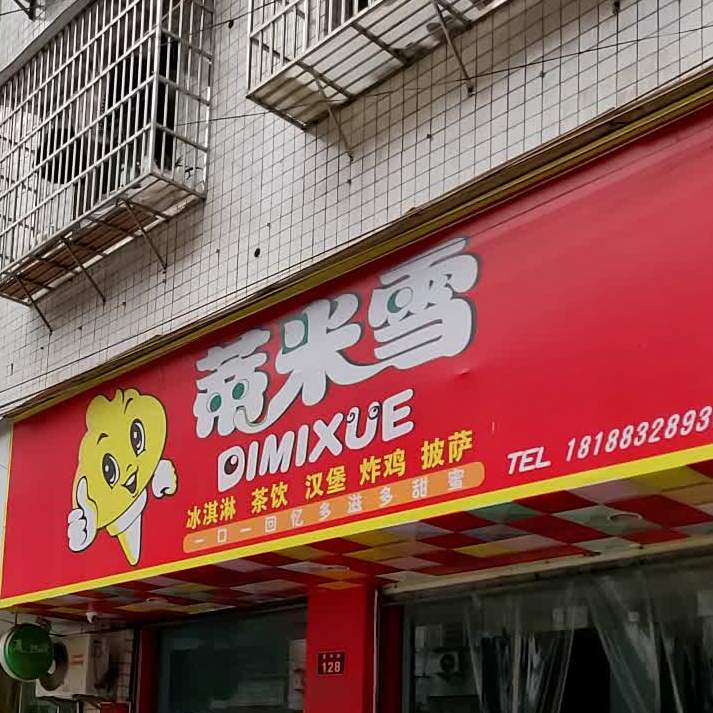 蒂米雪
DIMIXUE
冰淇淋 茶饮 汉堡 炸鸡 披萨
一口一回忆多滋多甜蜜
TEL 1818832893
128